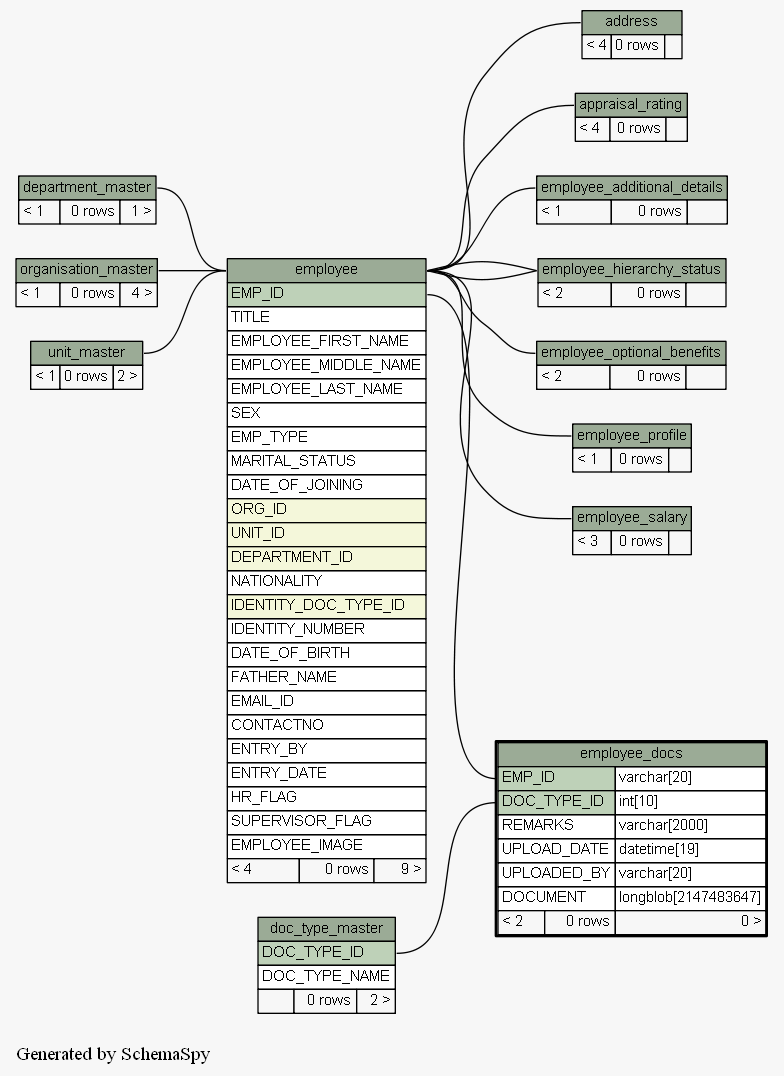 address
< 4 0 rows
appraisal_rating
< 4 0 rows
department_master
< 1 0 rows 1 >
employee_additional_details
< 1 0 rows
organisation_master
< 1 0 rows 4 >
employee_hierarchy_status
< 2 0 rows
unit_master
< 1 0 rows 2 >
employee_optional_benefits
< 2 0 rows
employee_profile
< 1 0 rows
employee_salary
< 3 0 rows
employee
EMP_ID
TITLE
EMPLOYEE_FIRST_NAME
EMPLOYEE_MIDDLE_NAME
EMPLOYEE_LAST_NAME
SEX
EMP_TYPE
MARITAL_STATUS
DATE_OF_JOINING
ORG_ID
UNIT_ID
DEPARTMENT_ID
NATIONALITY
IDENTITY_DOC_TYPE_ID
IDENTITY_NUMBER
DATE_OF_BIRTH
FATHER_NAME
EMAIL_ID
CONTACTNO
ENTRY_BY
ENTRY_DATE
HR_FLAG
SUPERVISOR_FLAG
EMPLOYEE_IMAGE
< 4 0 rows 9 >
employee_docs
EMP_ID varchar[20]
DOC_TYPE_ID int[10]
REMARKS varchar[2000]
UPLOAD_DATE datetime[19]
UPLOADED_BY varchar[20]
DOCUMENT longblob[2147483647]
< 2 0 rows 0 >
doc_type_master
DOC_TYPE_ID
DOC_TYPE_NAME
0 rows 2 >
Generated by SchemaSpy